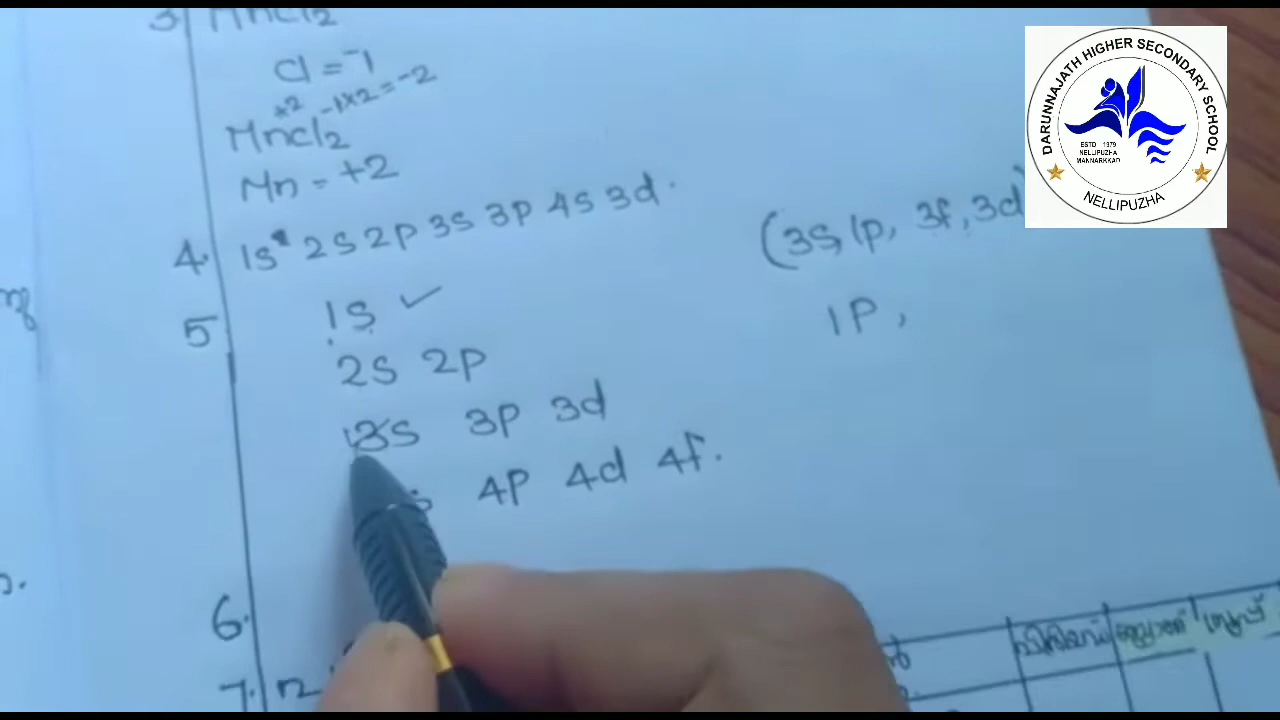 3 MnCl2
Cl = -1
+2 -1×2 = -2
MnCl2
Mn = +2
4. 1s 2s 2p 3s 3p 4s 3d.
(3s, 1p, 3f, 3d)
5 1s ✓
1P,
2s 2p
3s 3p 3d
4p 4d 4f.
6.
7.
DARUNNAJATH HIGHER SECONDARY SCHOOL
ESTD 1979
NELLIPUZHA
MANNARKKAD
NELLIPUZHA